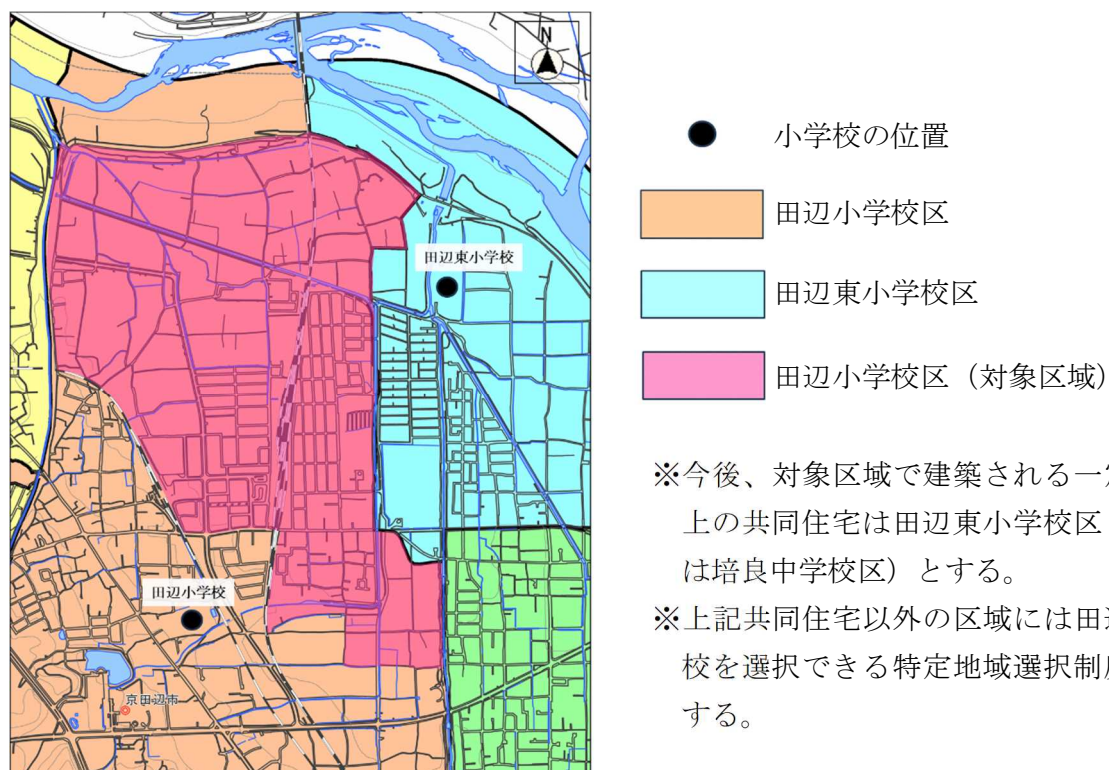 N
田辺東小学校
田辺小学校
京田辺市
小学校の位置
田辺小学校区
田辺東小学校区
田辺小学校区（対象区域）
※今後、対象区域で建築される一
上の共同住宅は田辺東小学校区
は培良中学校区）とする。
※上記共同住宅以外の区域には田
校を選択できる特定地域選択制
する。